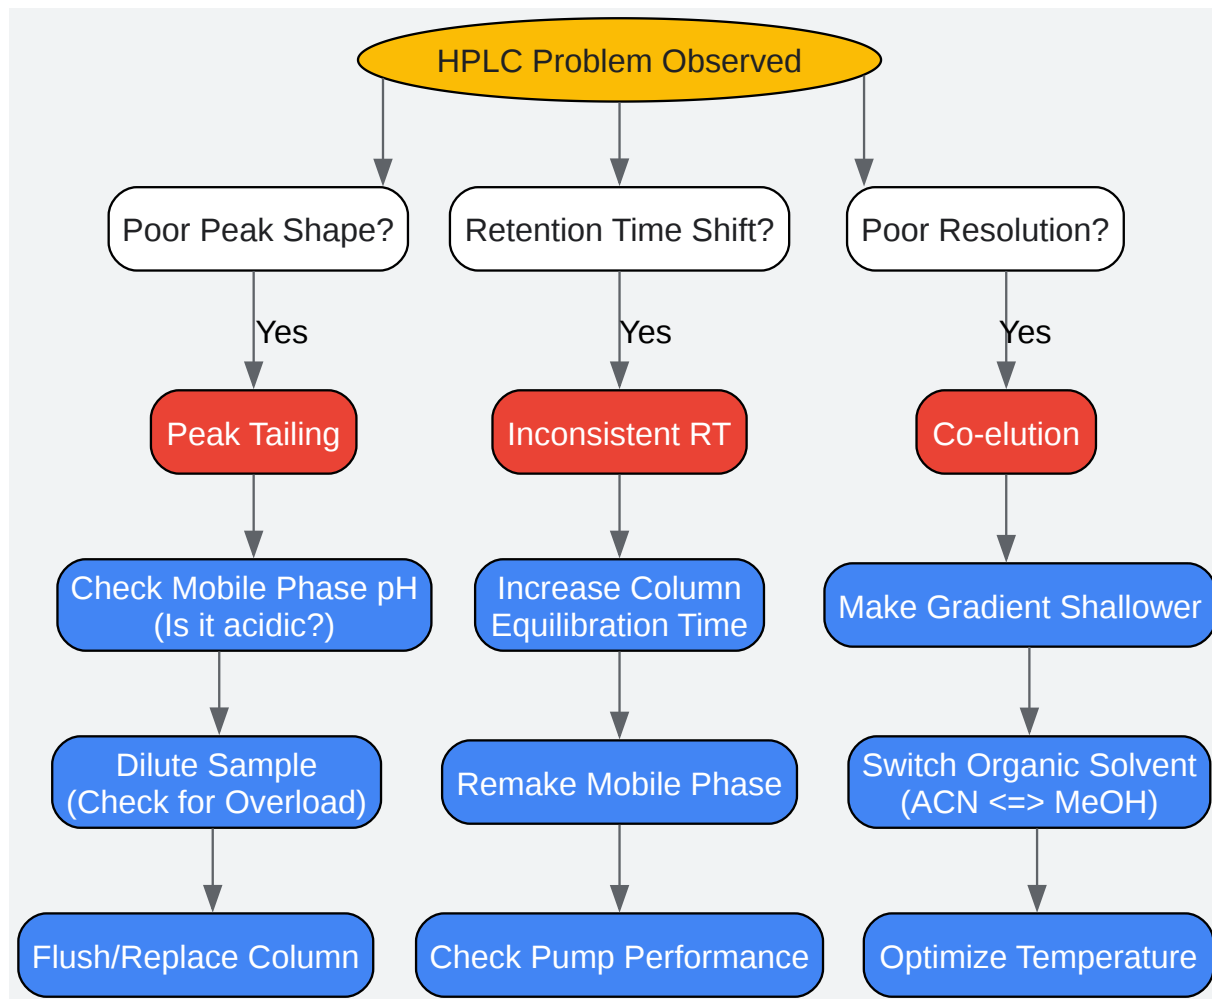 HPLC Problem Observed
Poor Peak Shape?
Retention Time Shift?
Poor Resolution?
Yes
Yes
Yes
Peak Tailing
Inconsistent RT
Co-elution
Check Mobile Phase pH
(Is it acidic?)
Increase Column
Equilibration Time
Make Gradient Shallower
Dilute Sample
(Check for Overload)
Remake Mobile Phase
Switch Organic Solvent
(ACN <=> MeOH)
Flush/Replace Column
Check Pump Performance
Optimize Temperature